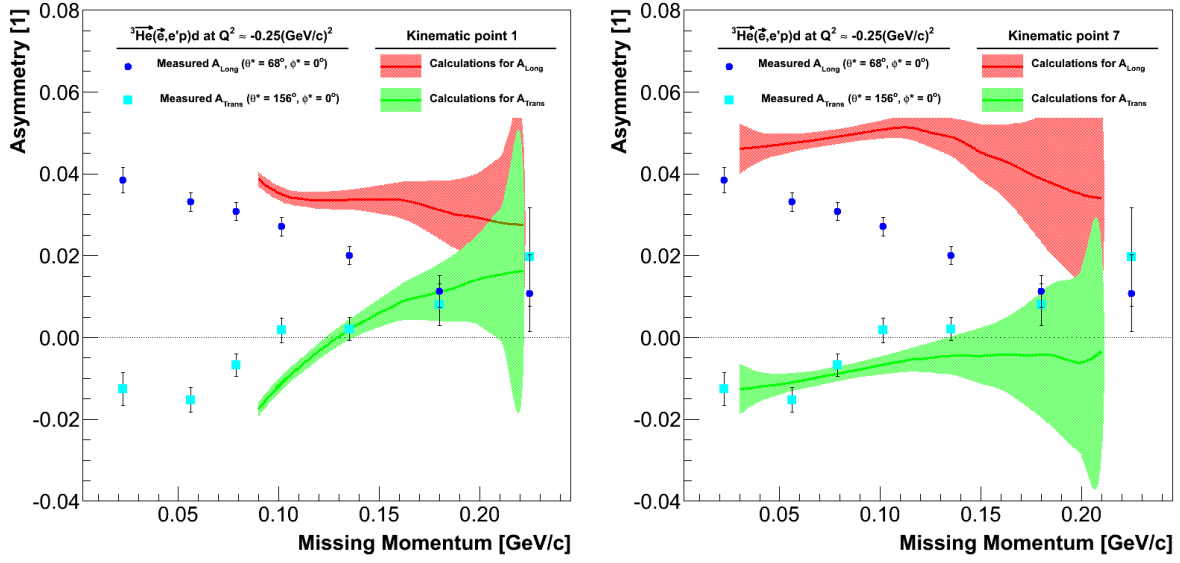 Asymmetry [1]
0.08
0.06
0.04
0.02
0.00
-0.02
-0.04
³He(e,e'p)d at Q² ≈ -0.25(GeV/c)²
Kinematic point 1
Measured A_Long (θ* = 68°, ϕ* = 0°)
Calculations for A_Long
Measured A_Trans (θ* = 156°, ϕ* = 0°)
Calculations for A_Trans
0.05
0.10
0.15
0.20
Missing Momentum [GeV/c]
Asymmetry [1]
0.08
0.06
0.04
0.02
0.00
-0.02
-0.04
³He(e,e'p)d at Q² ≈ -0.25(GeV/c)²
Kinematic point 7
Measured A_Long (θ* = 68°, ϕ* = 0°)
Calculations for A_Long
Measured A_Trans (θ* = 156°, ϕ* = 0°)
Calculations for A_Trans
0.05
0.10
0.15
0.20
Missing Momentum [GeV/c]